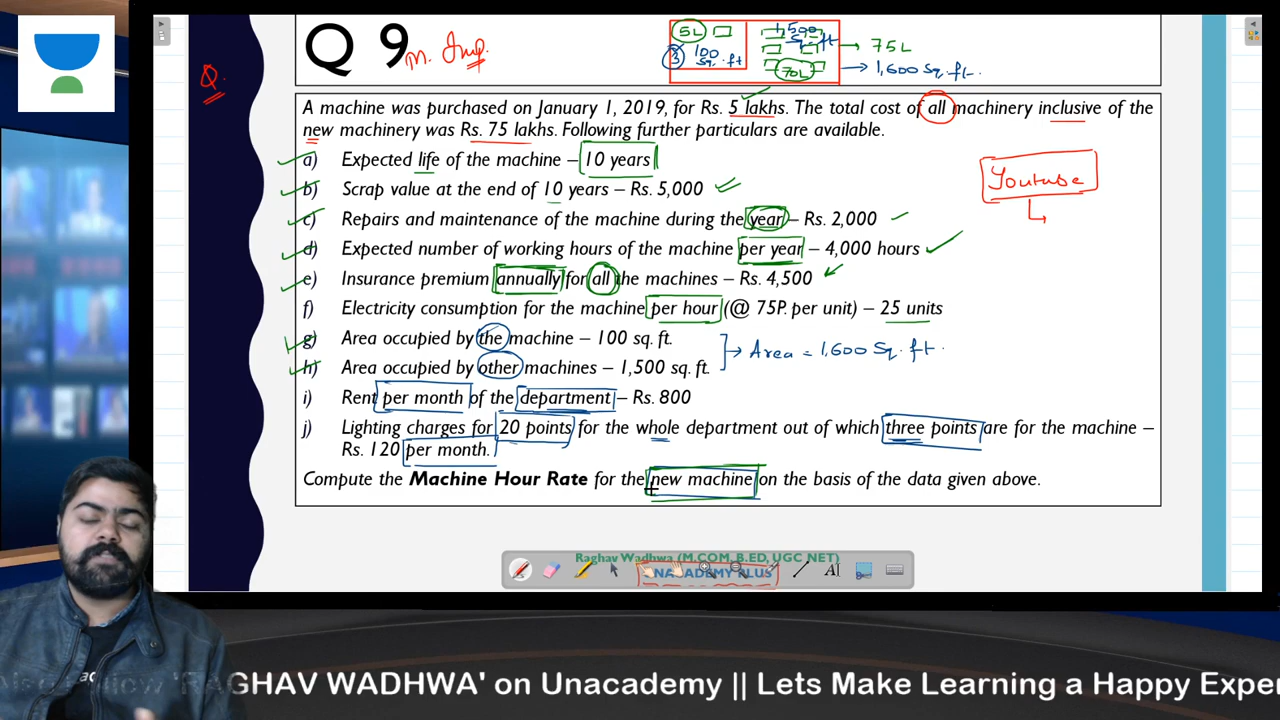 Q 9
m. Imp.
Q.
5L
1,500 sq. ft
100 sq. ft
70L
→ 75L
→ 1,600 Sq. ft.
A machine was purchased on January 1, 2019, for Rs. 5 lakhs. The total cost of all machinery inclusive of the
new machinery was Rs. 75 lakhs. Following further particulars are available.
a) Expected life of the machine – 10 years
b) Scrap value at the end of 10 years – Rs. 5,000
c) Repairs and maintenance of the machine during the year – Rs. 2,000
d) Expected number of working hours of the machine per year – 4,000 hours
e) Insurance premium annually for all the machines – Rs. 4,500
f) Electricity consumption for the machine per hour (@ 75P. per unit) – 25 units
g) Area occupied by the machine – 100 sq. ft.
h) Area occupied by other machines – 1,500 sq. ft.
→ Area = 1,600 Sq. ft.
i) Rent per month of the department – Rs. 800
j) Lighting charges for 20 points for the whole department out of which three points are for the machine –
Rs. 120 per month.
Youtube
Compute the Machine Hour Rate for the new machine on the basis of the data given above.
Raghav Wadhwa (M.COM, B.ED, UGC NET)
NACADEMY PLUS
'RAGHAV WADHWA' on Unacademy || Lets Make Learning a Happy Exper